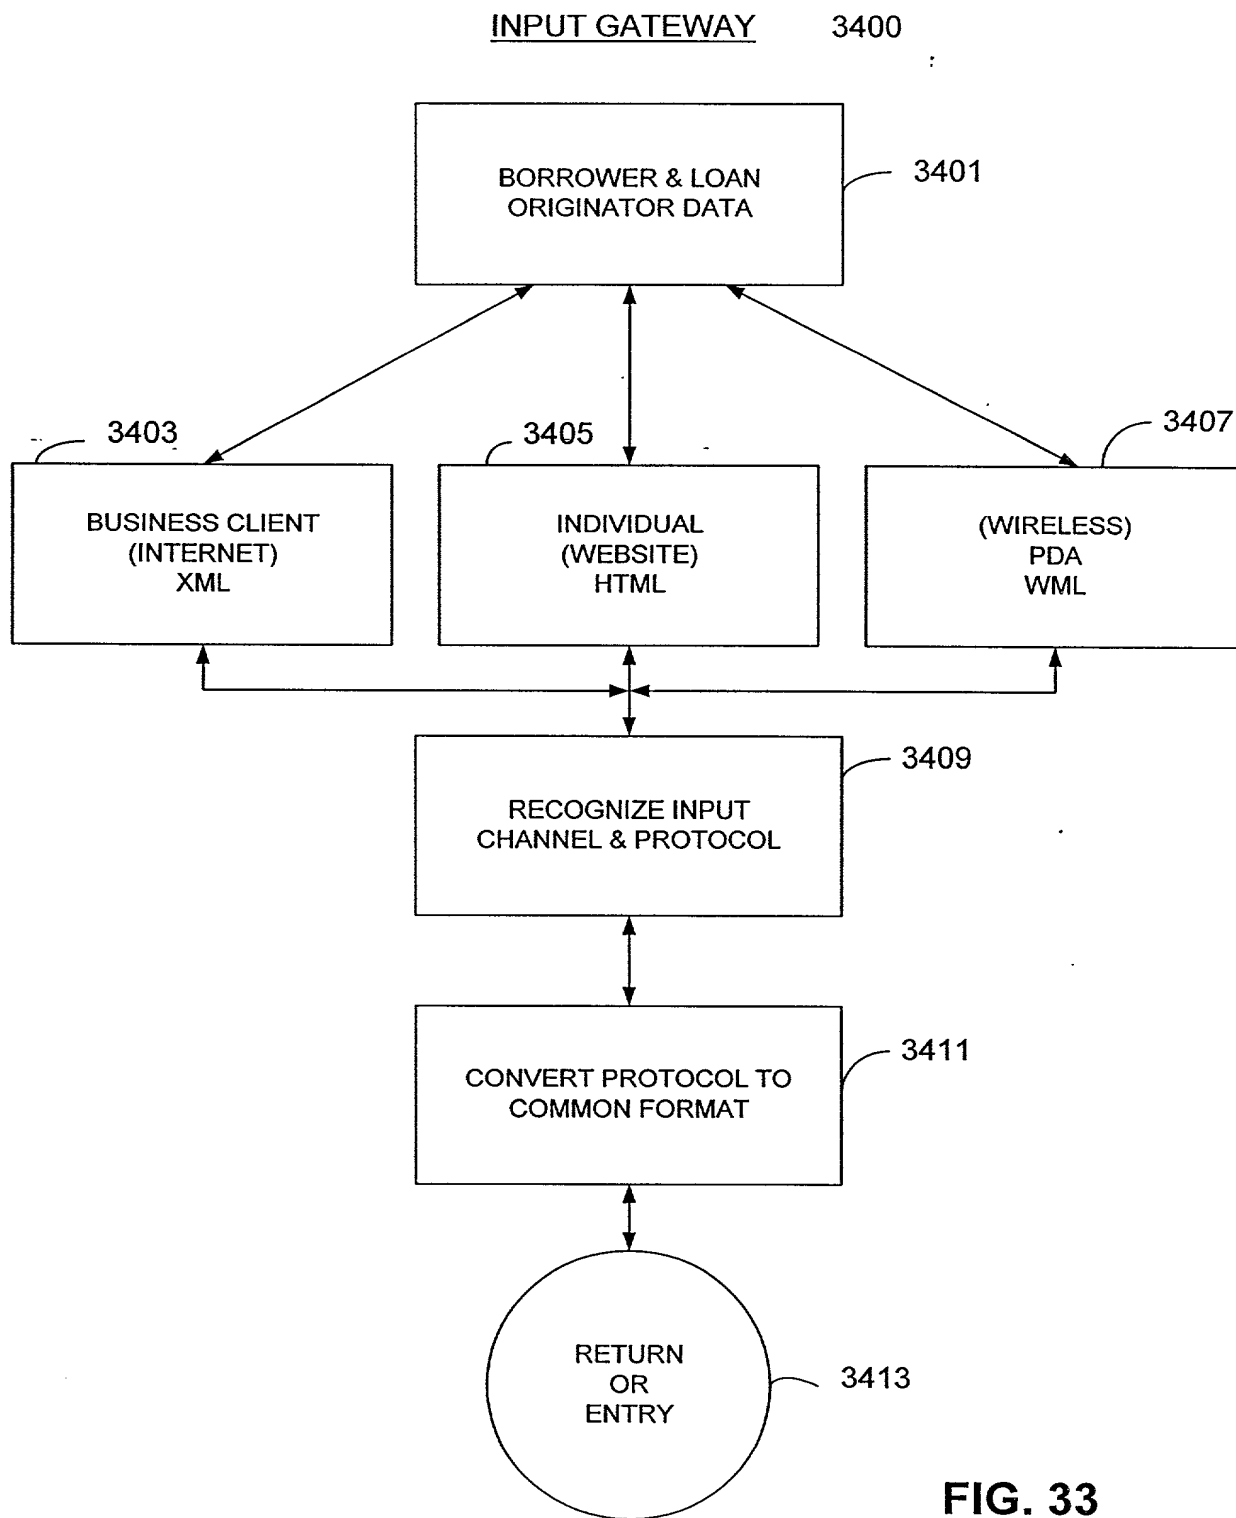 INPUT GATEWAY 3400
BORROWER & LOAN
ORIGINATOR DATA
3401
3403
BUSINESS CLIENT
(INTERNET)
XML
3405
INDIVIDUAL
(WEBSITE)
HTML
3407
(WIRELESS)
PDA
WML
3409
RECOGNIZE INPUT
CHANNEL & PROTOCOL
3411
CONVERT PROTOCOL TO
COMMON FORMAT
RETURN
OR
ENTRY
3413
FIG. 33